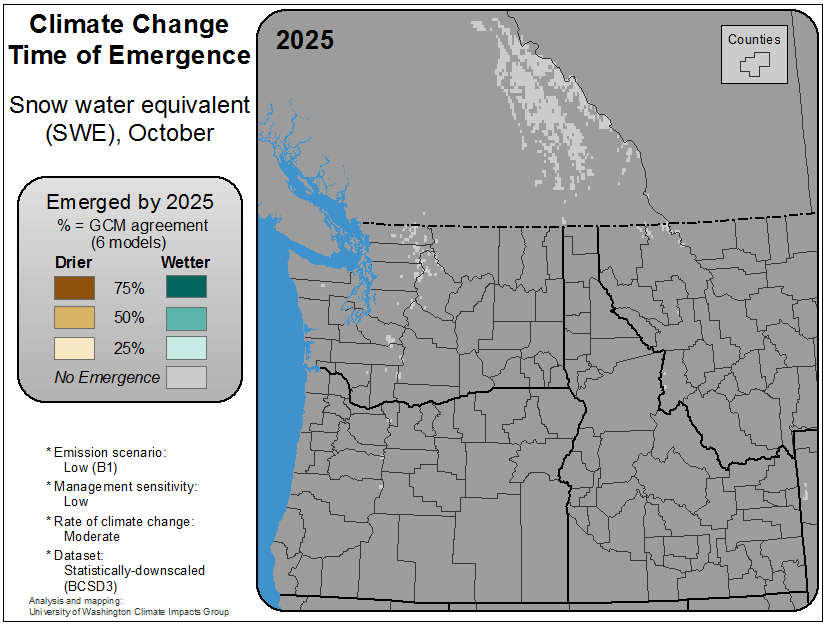 Climate Change
Time of Emergence
Snow water equivalent
(SWE), October
Emerged by 2025
% = GCM agreement
(6 models)
Drier Wetter
75%
50%
25%
No Emergence
* Emission scenario:
Low (B1)
* Management sensitivity:
Low
* Rate of climate change:
Moderate
* Dataset:
Statistically-downscaled
(BCSD3)
Analysis and mapping:
University of Washington Climate Impacts Group
2025
Counties